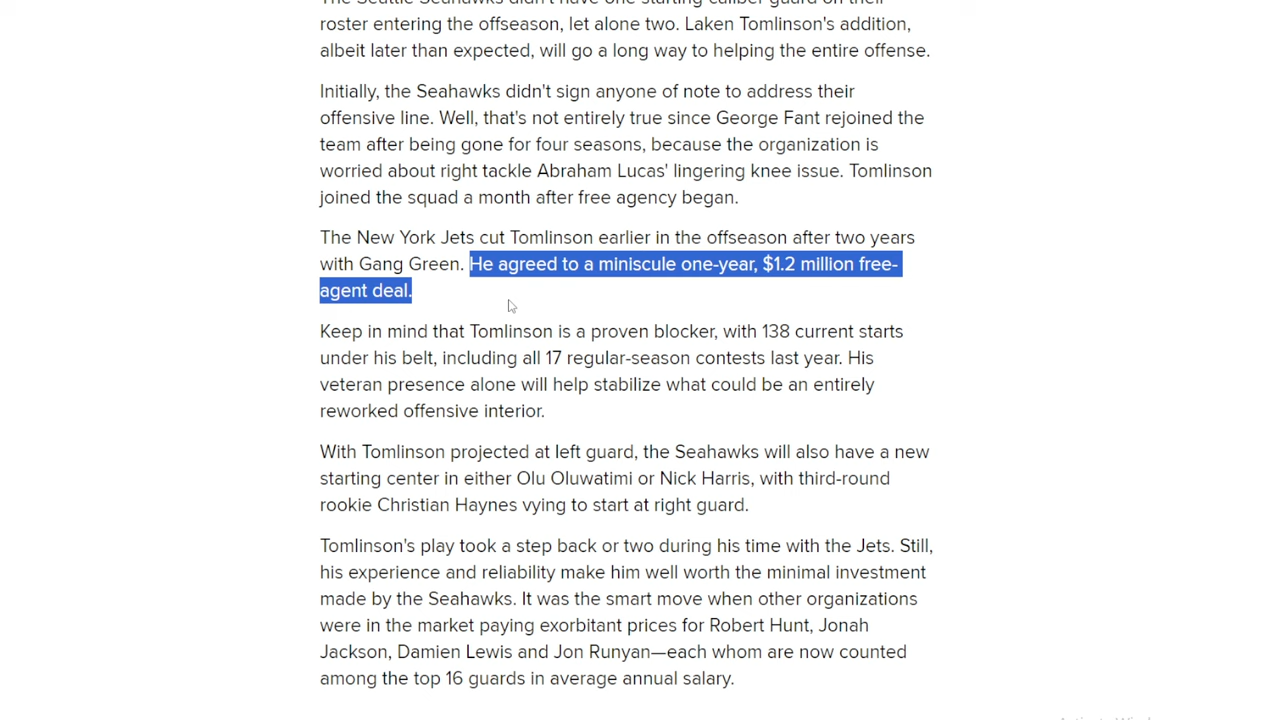 The Seattle Seahawks didn't have one starting caliber guard on their
roster entering the offseason, let alone two. Laken Tomlinson's addition,
albeit later than expected, will go a long way to helping the entire offense.
Initially, the Seahawks didn't sign anyone of note to address their
offensive line. Well, that's not entirely true since George Fant rejoined the
team after being gone for four seasons, because the organization is
worried about right tackle Abraham Lucas' lingering knee issue. Tomlinson
joined the squad a month after free agency began.
The New York Jets cut Tomlinson earlier in the offseason after two years
with Gang Green. He agreed to a miniscule one-year, $1.2 million free-
agent deal.
Keep in mind that Tomlinson is a proven blocker, with 138 current starts
under his belt, including all 17 regular-season contests last year. His
veteran presence alone will help stabilize what could be an entirely
reworked offensive interior.
With Tomlinson projected at left guard, the Seahawks will also have a new
starting center in either Olu Oluwatimi or Nick Harris, with third-round
rookie Christian Haynes vying to start at right guard.
Tomlinson's play took a step back or two during his time with the Jets. Still,
his experience and reliability make him well worth the minimal investment
made by the Seahawks. It was the smart move when other organizations
were in the market paying exorbitant prices for Robert Hunt, Jonah
Jackson, Damien Lewis and Jon Runyan—each whom are now counted
among the top 16 guards in average annual salary.